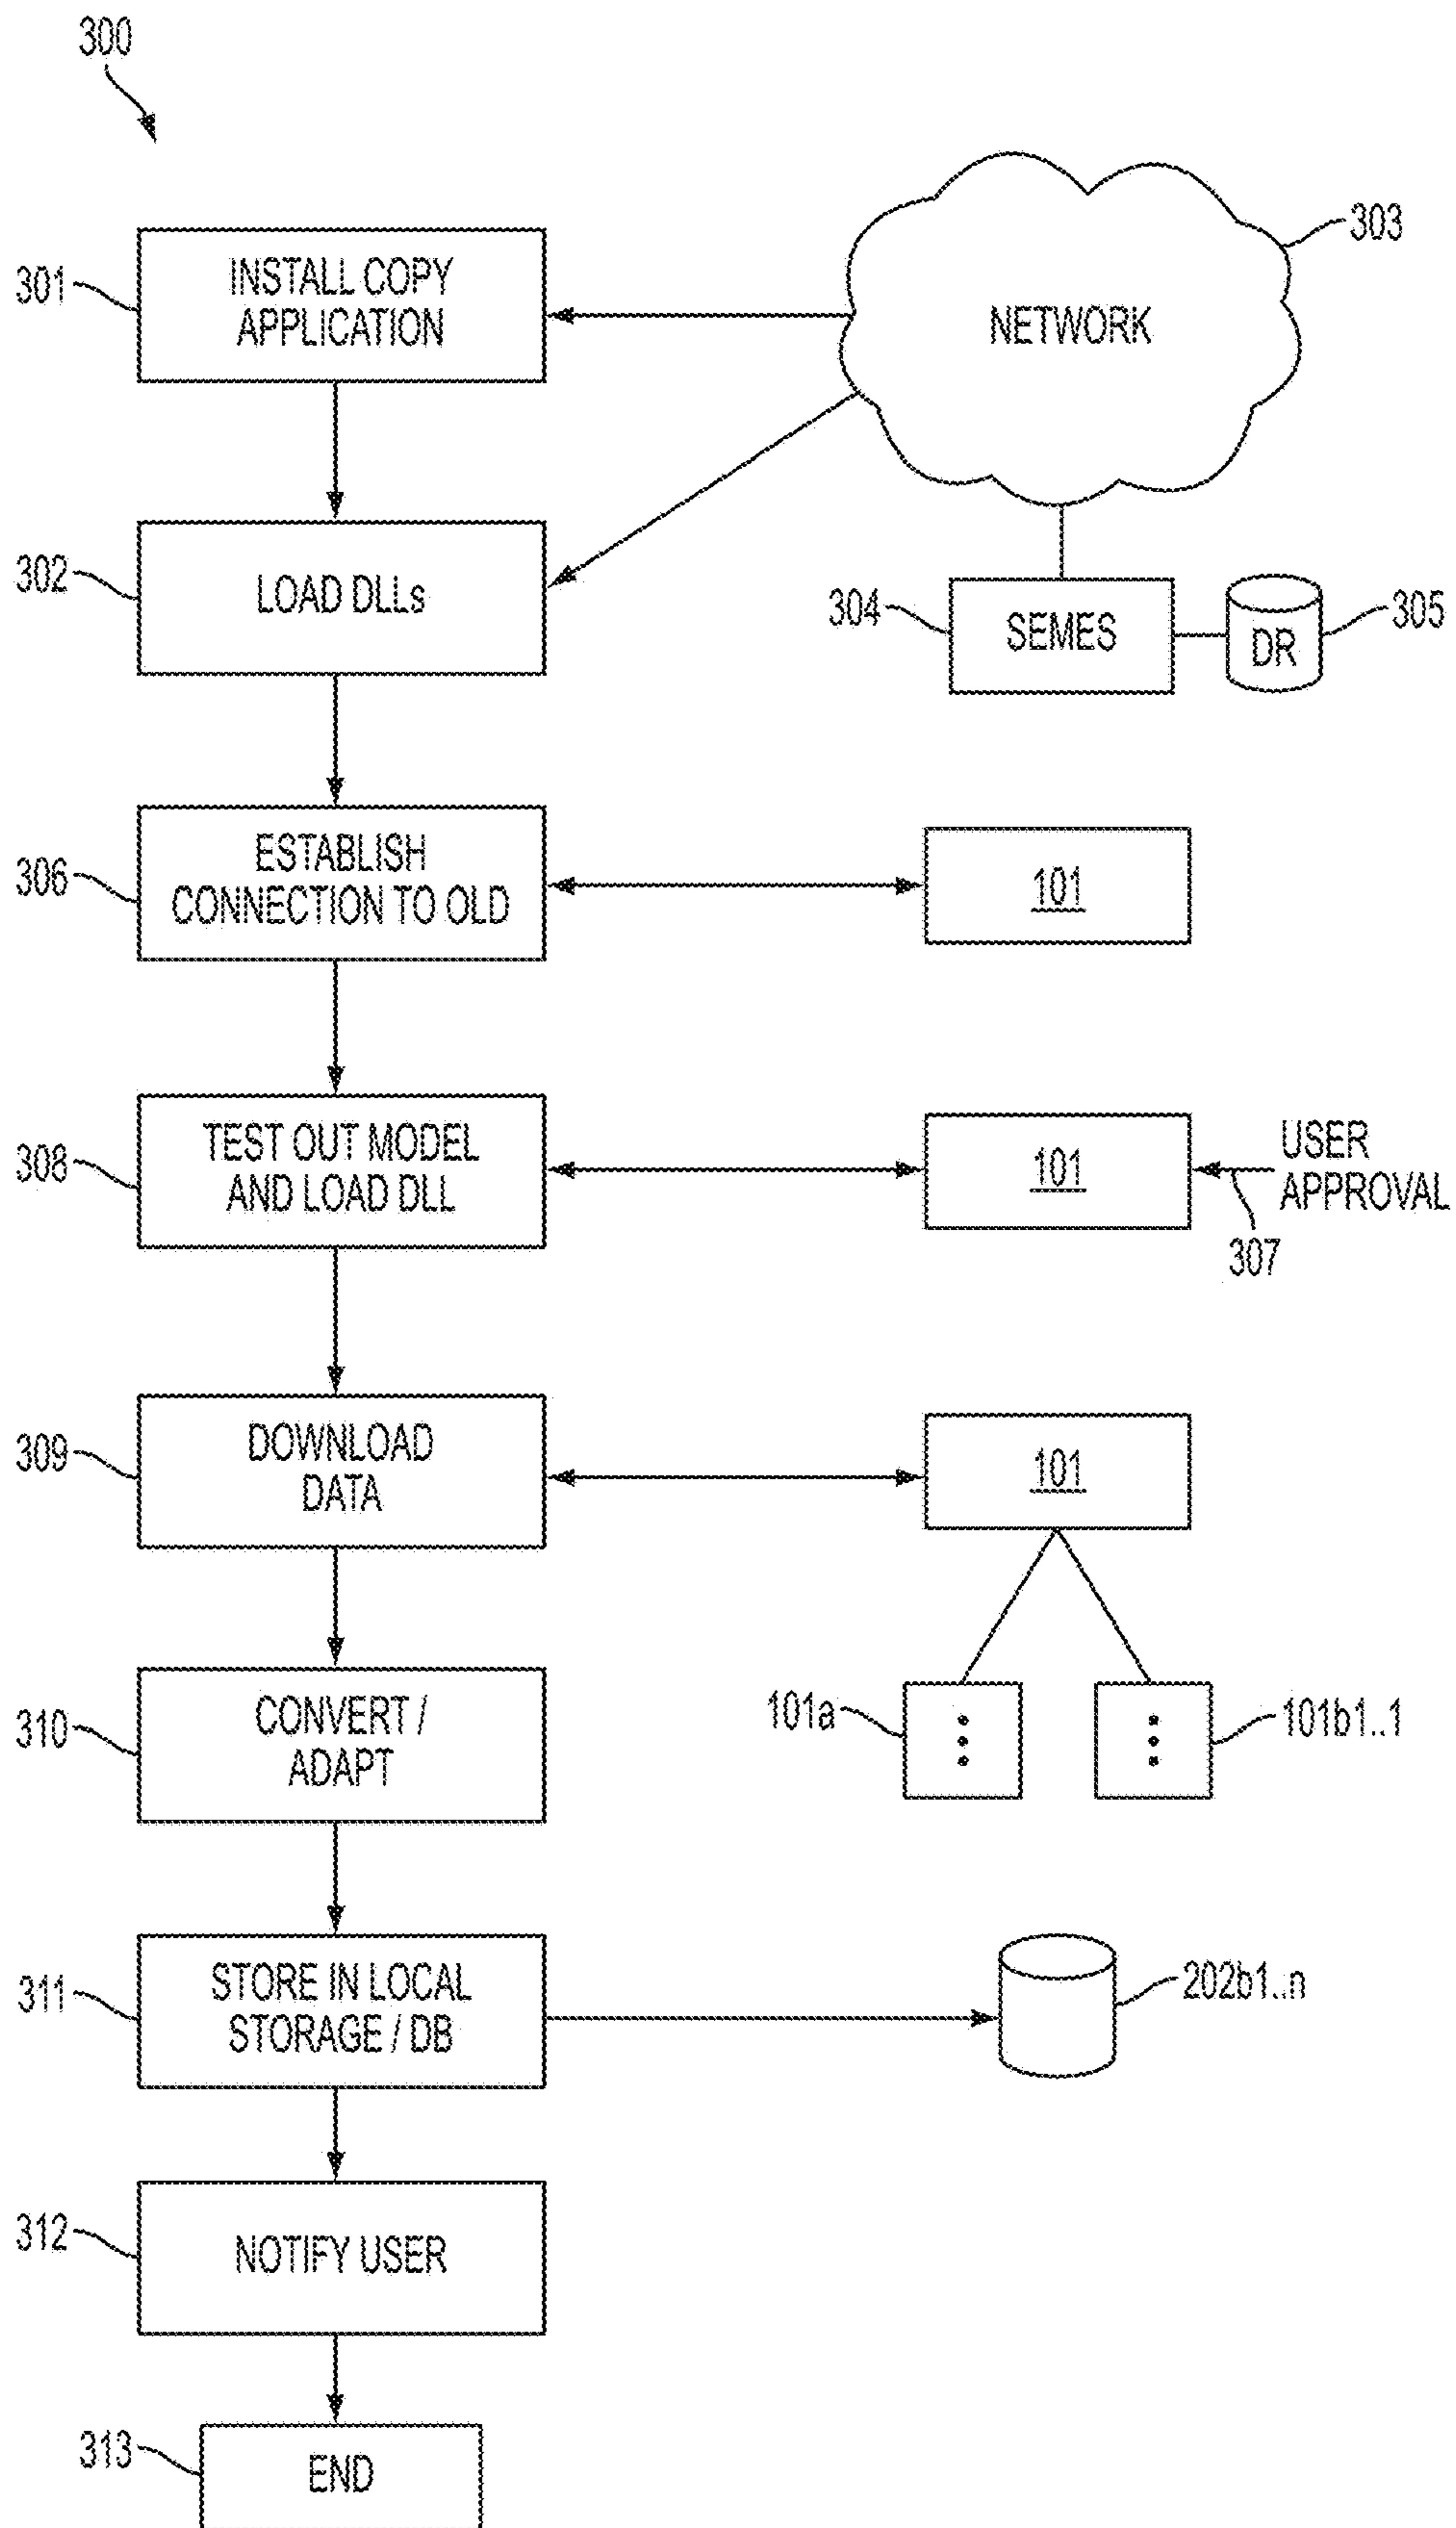 300
303
301
INSTALL COPY
APPLICATION
NETWORK
302
LOAD DLLs
304
SEMES
DR
305
306
ESTABLISH
CONNECTION TO OLD
101
308
TEST OUT MODEL
AND LOAD DLL
101
USER
APPROVAL
307
309
DOWNLOAD
DATA
101
310
CONVERT /
ADAPT
101a
101b1..1
311
STORE IN LOCAL
STORAGE / DB
202b1..n
312
NOTIFY USER
313
END